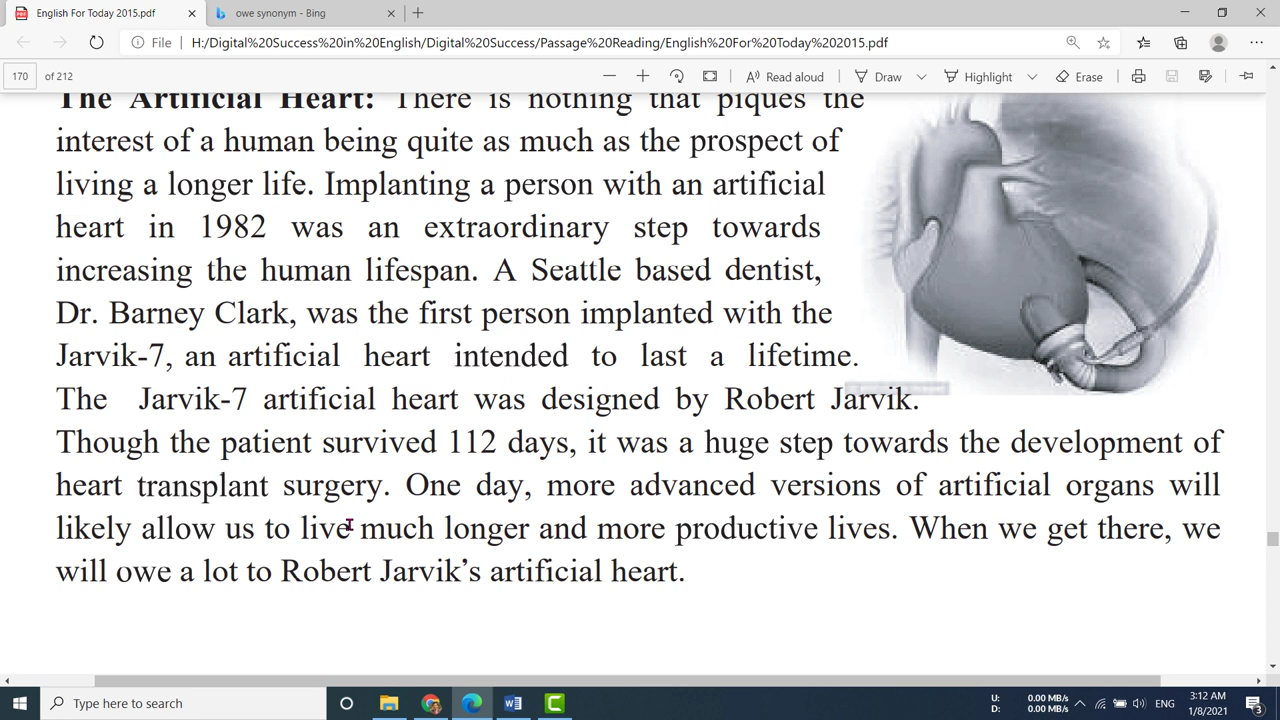 English For Today 2015.pdf
owe synonym - Bing
File
H:/Digital%20Success%20in%20English/Digital%20Success/Passage%20Reading/English%20For%20Today%202015.pdf
170 of 212
Read aloud
Draw
Highlight
Erase
The Artificial Heart: There is nothing that piques the
interest of a human being quite as much as the prospect of
living a longer life. Implanting a person with an artificial
heart in 1982 was an extraordinary step towards
increasing the human lifespan. A Seattle based dentist,
Dr. Barney Clark, was the first person implanted with the
Jarvik-7, an artificial heart intended to last a lifetime.
The Jarvik-7 artificial heart was designed by Robert Jarvik.
Though the patient survived 112 days, it was a huge step towards the development of
heart transplant surgery. One day, more advanced versions of artificial organs will
likely allow us to live much longer and more productive lives. When we get there, we
will owe a lot to Robert Jarvik’s artificial heart.
Type here to search
U: 0.00 MB/s
D: 0.00 MB/s
ENG
3:12 AM
1/8/2021
3